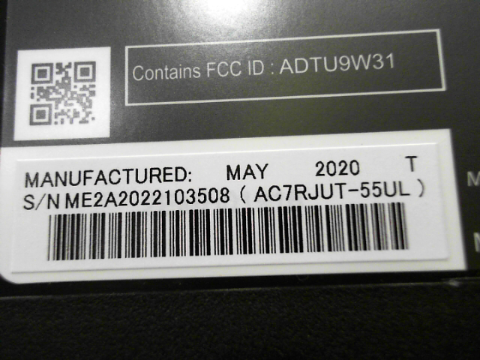 Contains FCC ID : ADTU9W31
MANUFACTURED: MAY 2020 T
S/N ME2A2022103508 ( AC7RJUT-55UL )